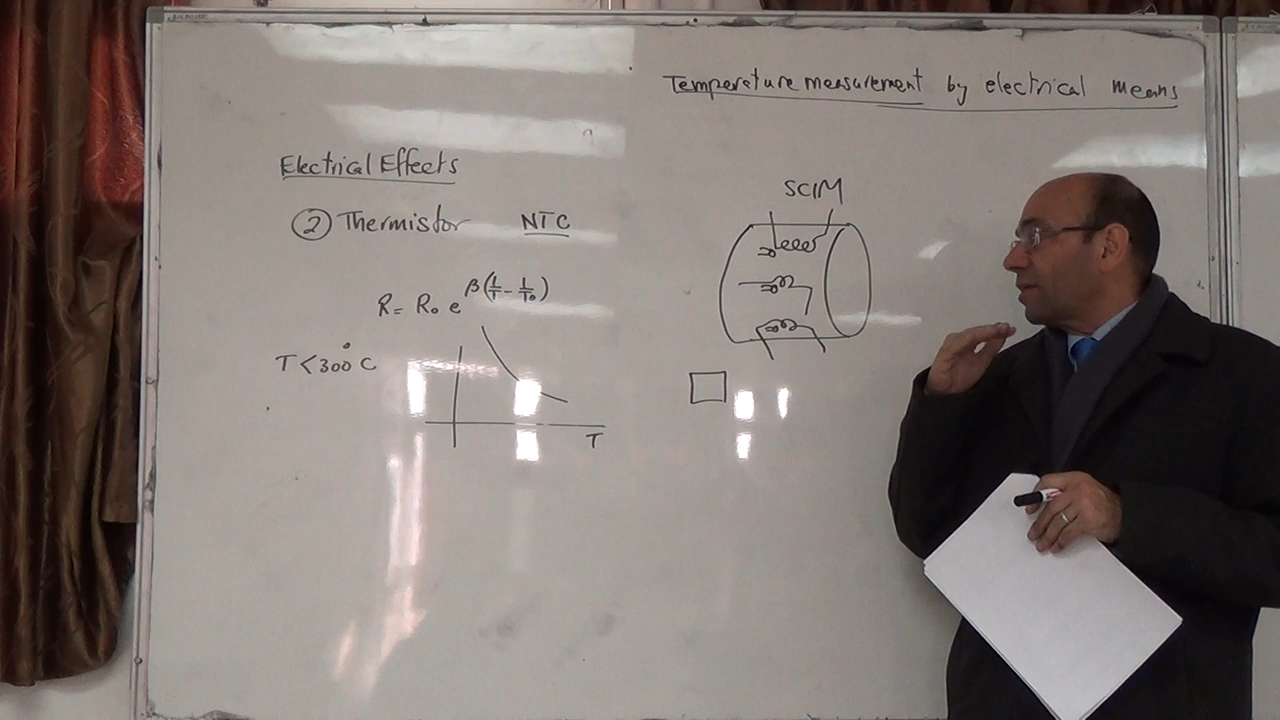 Temperature measurement by electrical means
Electrical Effects
② Thermistor NTC
R = R₀ e^β(1/T - 1/T₀)
T < 300°C
T
SCIM